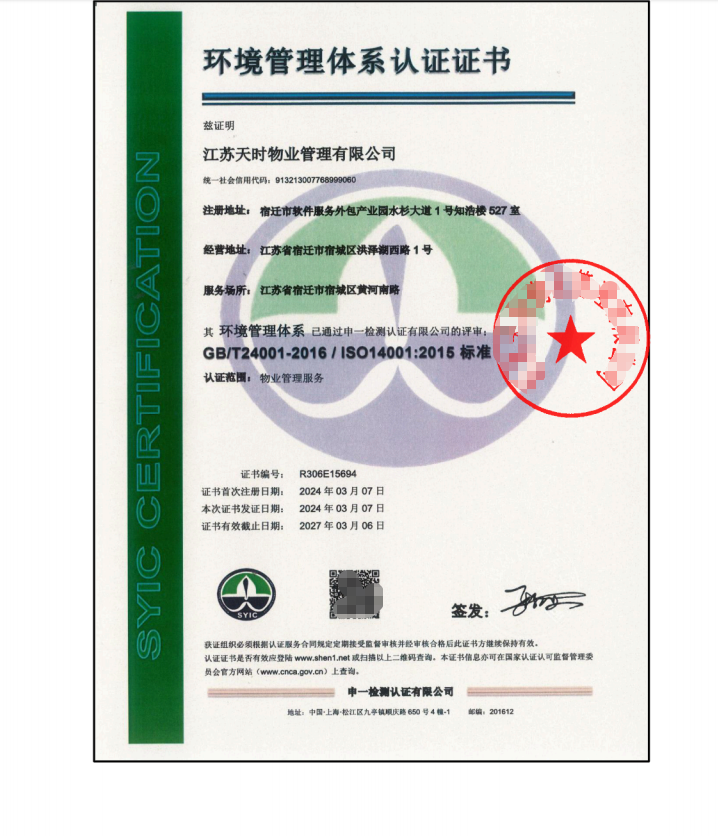 环境管理体系认证证书
兹证明
江苏天时物业管理有限公司
统一社会信用代码：913213007768999060
注册地址：宿迁市软件服务外包产业园水杉大道 1 号知浩楼 527 室
经营地址：江苏省宿迁市宿城区洪泽湖西路 1 号
服务场所：江苏省宿迁市宿城区黄河南路
其 环境管理体系 已通过申一检测认证有限公司的评审：
GB/T24001-2016 / ISO14001:2015 标准
认证范围：物业管理服务
证书编号： R306E15694
证书首次注册日期： 2024 年 03 月 07 日
本次证书发证日期： 2024 年 03 月 07 日
证书有效截止日期： 2027 年 03 月 06 日
SYIC
签发：
获证组织必须根据认证服务合同规定定期接受监督审核并经审核合格后此证书方继续保持有效。
认证证书是否有效应登陆 www.shen1.net 或扫描以上二维码查询。本证书信息亦可在国家认证认可监督管理委
员会官方网站（www.cnca.gov.cn）上查询。
申一检测认证有限公司
地址：中国-上海-松江区九亭镇顺庆路 650 号 4 幢-1 邮编：201612
SYIC CERTIFICATION